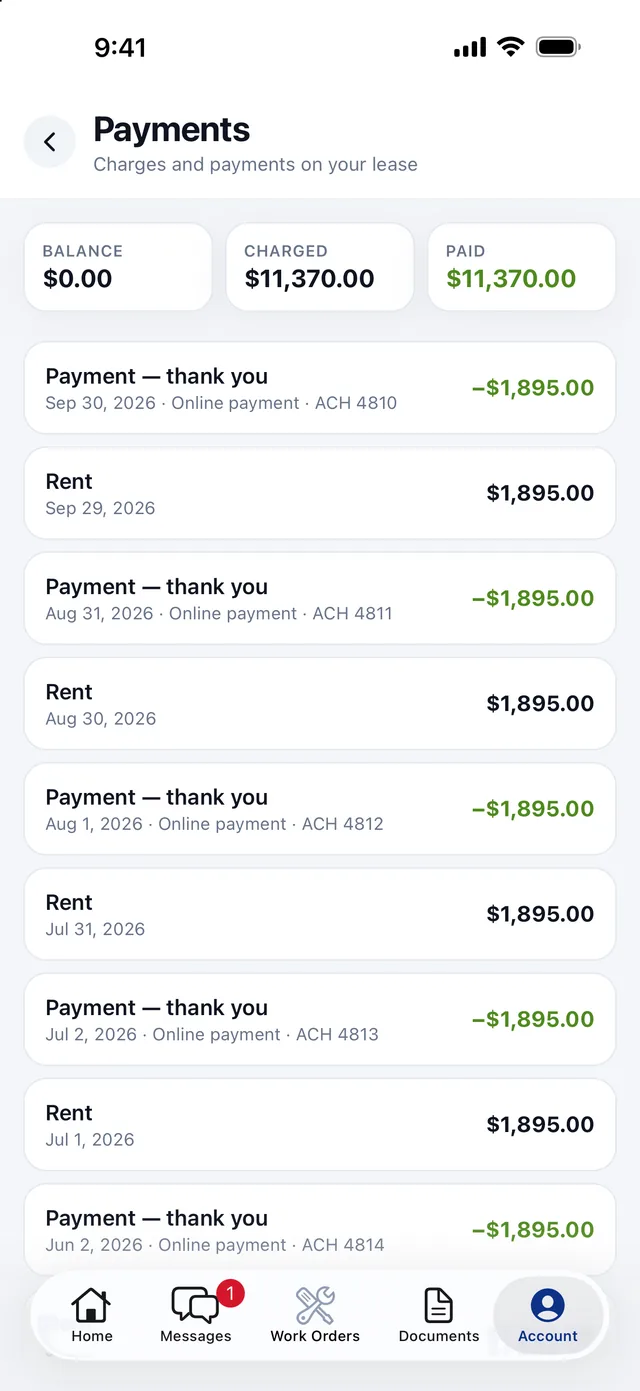 9:41
Payments
Charges and payments on your lease
BALANCE
$0.00
CHARGED
$11,370.00
PAID
$11,370.00
Payment — thank you
Sep 30, 2026 · Online payment · ACH 4810
–$1,895.00
Rent
Sep 29, 2026
$1,895.00
Payment — thank you
Aug 31, 2026 · Online payment · ACH 4811
–$1,895.00
Rent
Aug 30, 2026
$1,895.00
Payment — thank you
Aug 1, 2026 · Online payment · ACH 4812
–$1,895.00
Rent
Jul 31, 2026
$1,895.00
Payment — thank you
Jul 2, 2026 · Online payment · ACH 4813
–$1,895.00
Rent
Jul 1, 2026
$1,895.00
Payment — thank you
Jun 2, 2026 · Online payment · ACH 4814
–$1,895.00
1
Home
Messages
Work Orders
Documents
Account